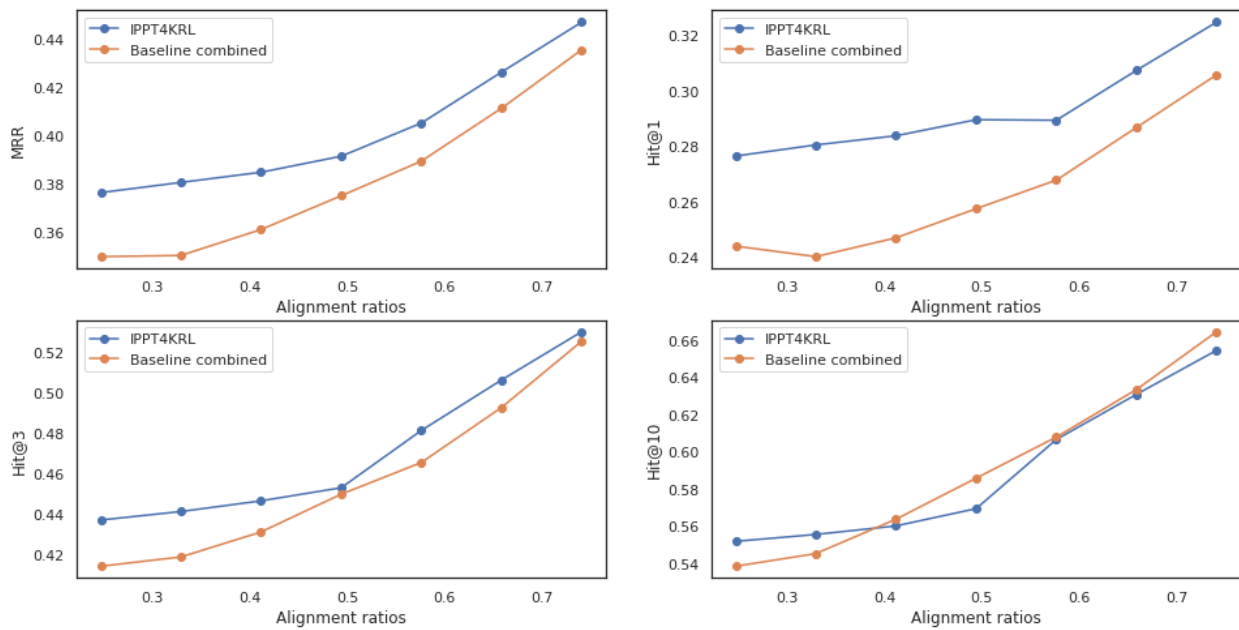 IPPT4KRL
Baseline combined
0.44
0.42
0.40
0.38
0.36
MRR
0.3
0.4
0.5
0.6
0.7
Alignment ratios
IPPT4KRL
Baseline combined
0.32
0.30
0.28
0.26
0.24
Hit@1
0.3
0.4
0.5
0.6
0.7
Alignment ratios
IPPT4KRL
Baseline combined
0.52
0.50
0.48
0.46
0.44
0.42
Hit@3
0.3
0.4
0.5
0.6
0.7
Alignment ratios
IPPT4KRL
Baseline combined
0.66
0.64
0.62
0.60
0.58
0.56
0.54
Hit@10
0.3
0.4
0.5
0.6
0.7
Alignment ratios